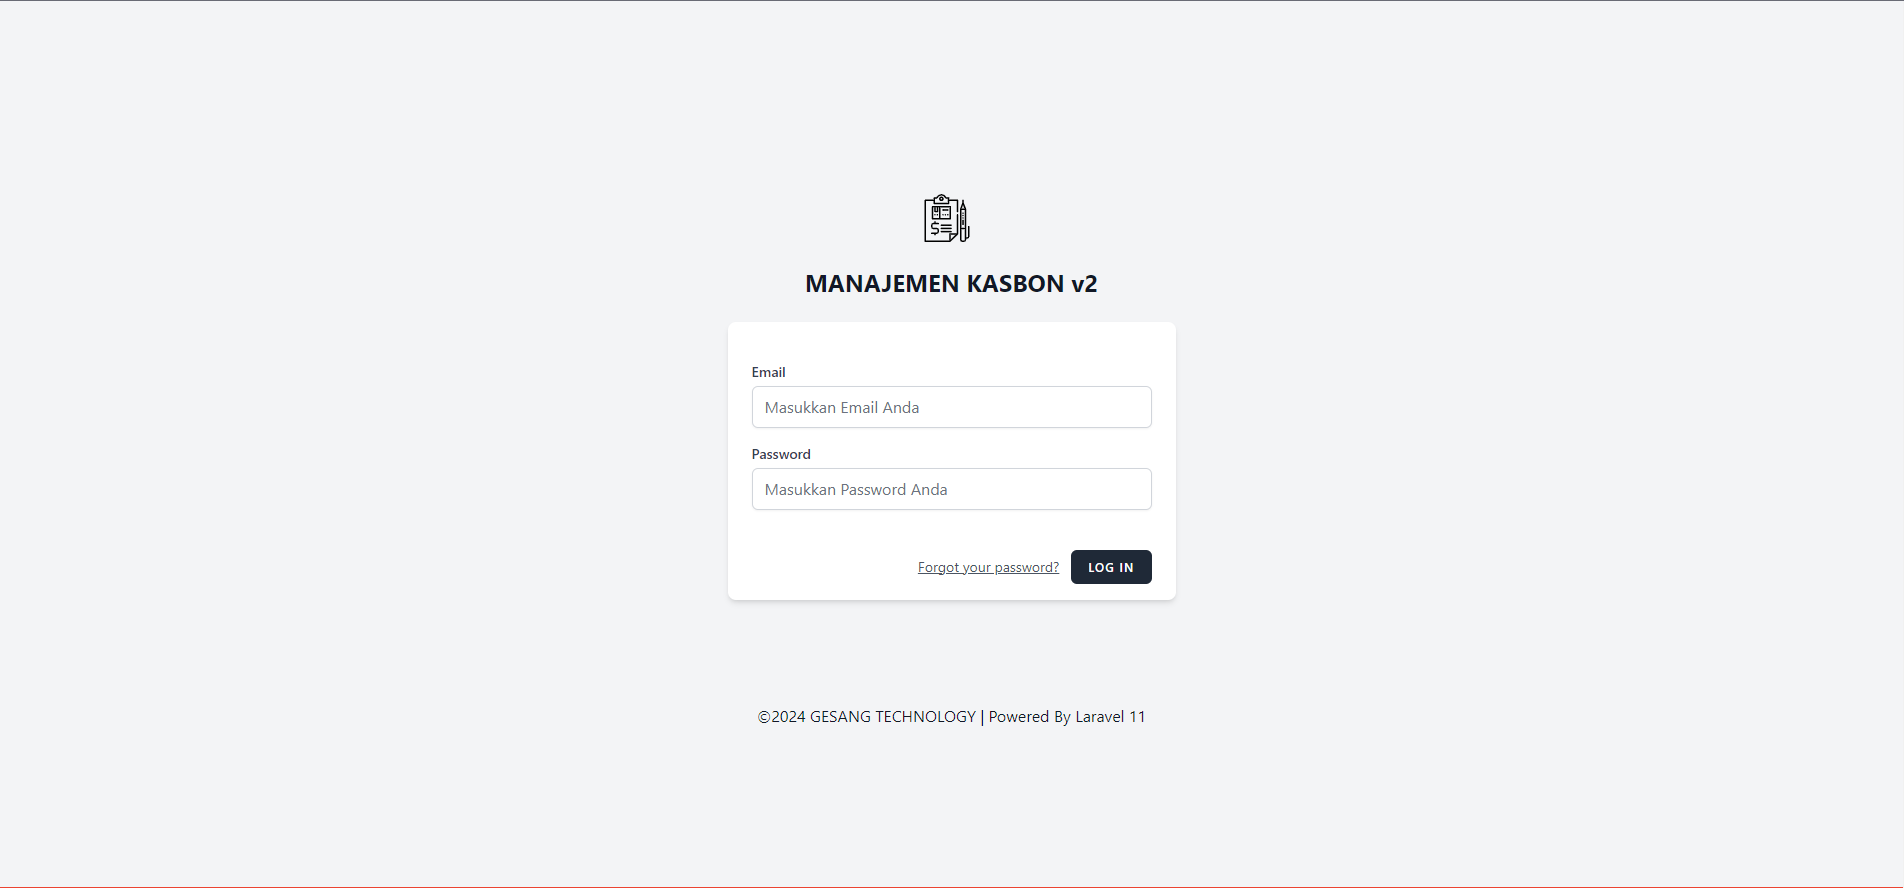 MANAJEMEN KASBON v2
Email
Masukkan Email Anda
Password
Masukkan Password Anda
Forgot your password? LOG IN
©2024 GESANG TECHNOLOGY | Powered By Laravel 11